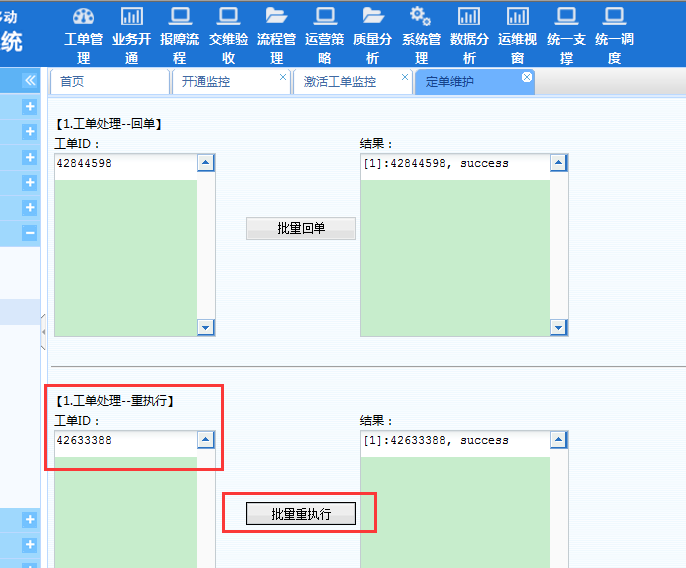 移动
系统
工单管理 业务开通 报障流程 交维验收 流程管理 运营策略 质量分析 系统管理 数据分析 运维视窗 统一支撑 统一调度
首页 开通监控 激活工单监控 定单维护
【1.工单处理--回单】
工单ID： 结果：
42844598 [1]:42844598, success
批量回单
【1.工单处理--重执行】
工单ID： 结果：
42633388 [1]:42633388, success
批量重执行